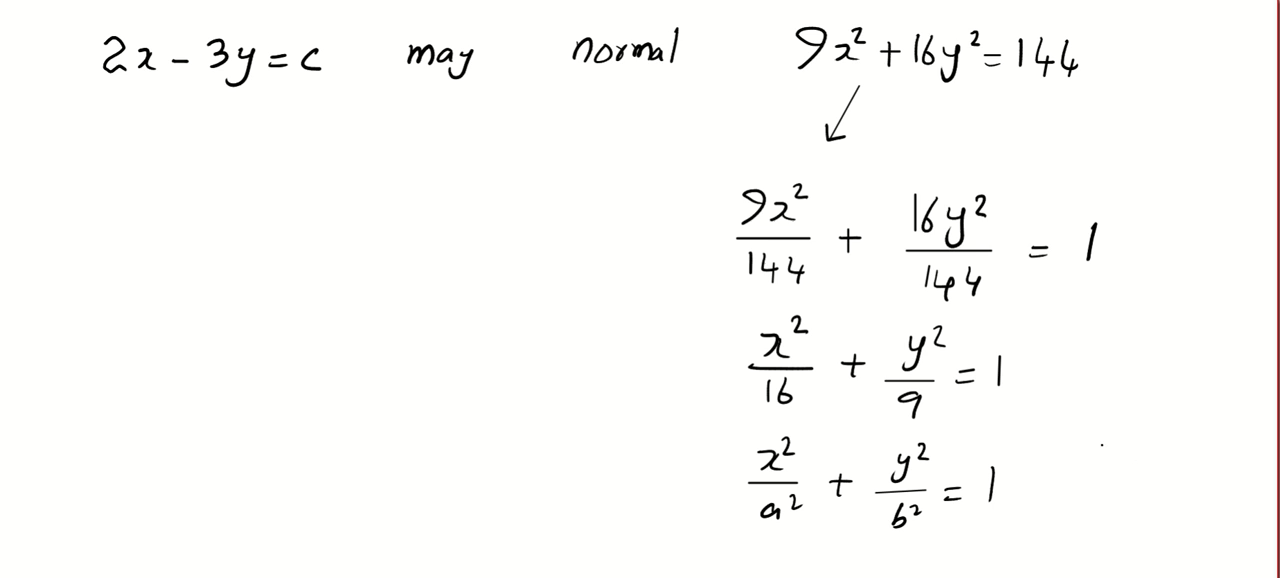 2x - 3y = c may normal 9x² + 16y² = 144
9x²/144 + 16y²/144 = 1
x²/16 + y²/9 = 1
x²/a² + y²/b² = 1